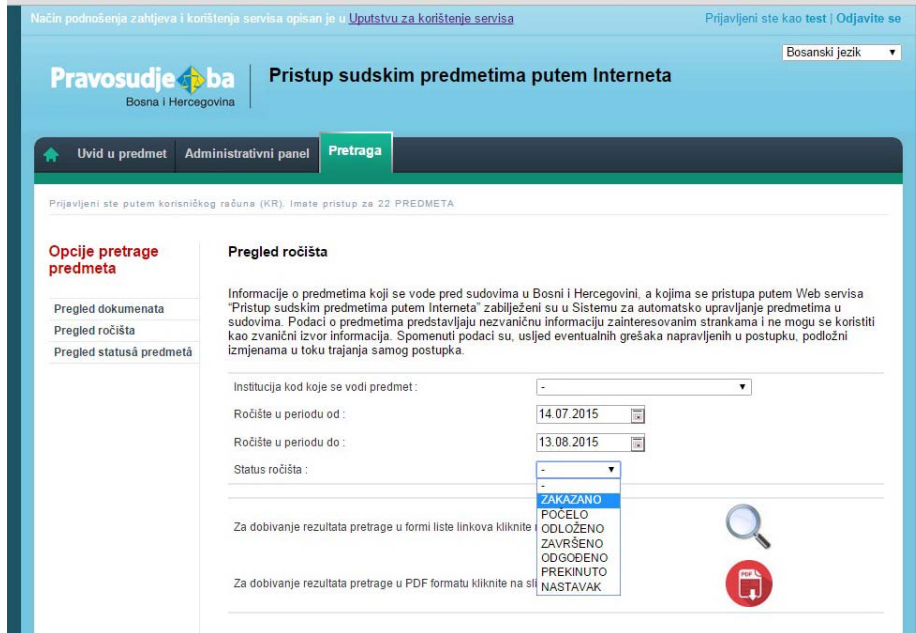 Način podnošenja zahtjeva i korištenja servisa opisan je u Uputstvu za korištenje servisa
Prijavljeni ste kao test | Odjavite se
Bosanski jezik
Pravosudje ba
Bosna i Hercegovina
Pristup sudskim predmetima putem Interneta
Uvid u predmet
Administrativni panel
Pretraga
Prijavljeni ste putem korisničkog računa (KR). Imate pristup za 22 PREDMETA
Opcije pretrage
predmeta
Pregled dokumenata
Pregled ročišta
Pregled statusâ predmetâ
Pregled ročišta
Informacije o predmetima koji se vode pred sudovima u Bosni i Hercegovini, a kojima se pristupa putem Web servisa
“Pristup sudskim predmetima putem Interneta” zabilježeni su u Sistemu za automatsko upravljanje predmetima u
sudovima. Podaci o predmetima predstavljaju nezvaničnu informaciju zainteresovanim strankama i ne mogu se koristiti
kao zvanični izvor informacija. Spomenuti podaci su, usljed eventualnih grešaka napravljenih u postupku, podložni
izmjenama u toku trajanja samog postupka.
Institucija kod koje se vodi predmet : -
Ročište u periodu od : 14.07.2015
Ročište u periodu do : 13.08.2015
Status ročišta : -
-
ZAKAZANO
POČELO
ODLOŽENO
ZAVRŠENO
ODGOĐENO
PREKINUTO
NASTAVAK
Za dobivanje rezultata pretrage u formi liste linkova kliknite
Za dobivanje rezultata pretrage u PDF formatu kliknite na
PDF